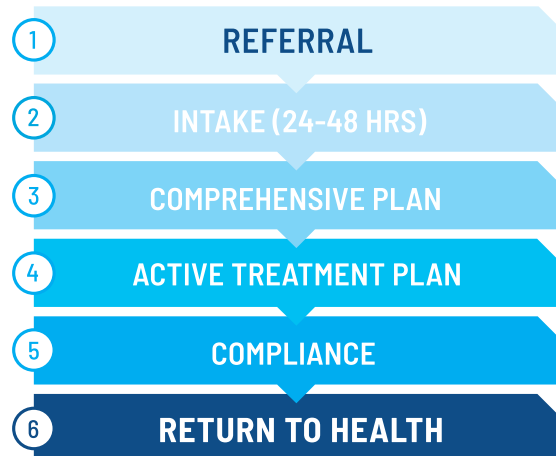 1 REFERRAL
2 INTAKE (24-48 HRS)
3 COMPREHENSIVE PLAN
4 ACTIVE TREATMENT PLAN
5 COMPLIANCE
6 RETURN TO HEALTH